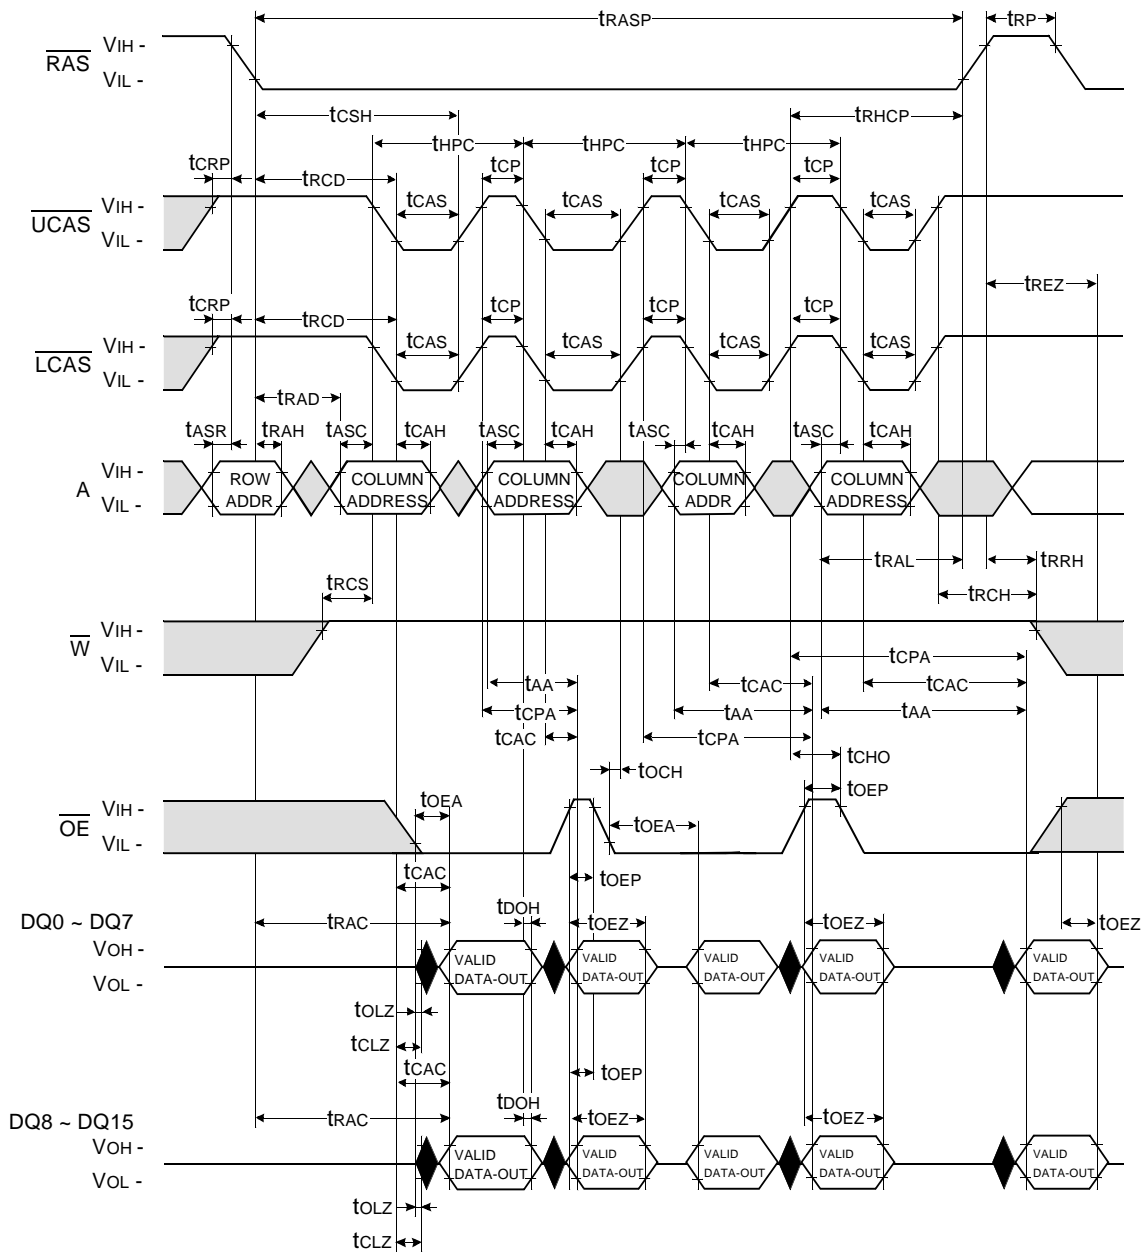 tRASP tRP
RAS VIH -
VIL -
tCSH tRHCP
tHPC tHPC tHPC
tCRP tRCD tCP tCP tCP
UCAS VIH - tCAS tCAS tCAS tCAS
VIL -
tREZ
tCRP tRCD tCP tCP tCP
LCAS VIH - tCAS tCAS tCAS tCAS
VIL -
tRAD
tASR tRAH tASC tCAH tASC tCAH tASC tCAH tASC tCAH
A VIH - ROW COLUMN COLUMN COLUMN COLUMN
VIL - ADDR ADDRESS ADDRESS ADDR ADDRESS
tRAL tRRH
tRCS tRCH
W VIH -
VIL -
tCPA
tAA tCAC tCAC
tCPA tAA tAA
tCAC tCPA
tCHO
tOCH
tOEP
OE VIH - tOEA
VIL - tOEA
tCAC tOEP
tDOH
DQ0 ~ DQ7 tRAC tOEZ tOEZ tOEZ
VOH - VALID VALID VALID VALID VALID
VOL - DATA-OUT DATA-OUT DATA-OUT DATA-OUT DATA-OUT
tOLZ
tCLZ
tCAC tOEP
tDOH
DQ8 ~ DQ15 tRAC tOEZ tOEZ
VOH - VALID VALID VALID VALID VALID
VOL - DATA-OUT DATA-OUT DATA-OUT DATA-OUT DATA-OUT
tOLZ
tCLZ